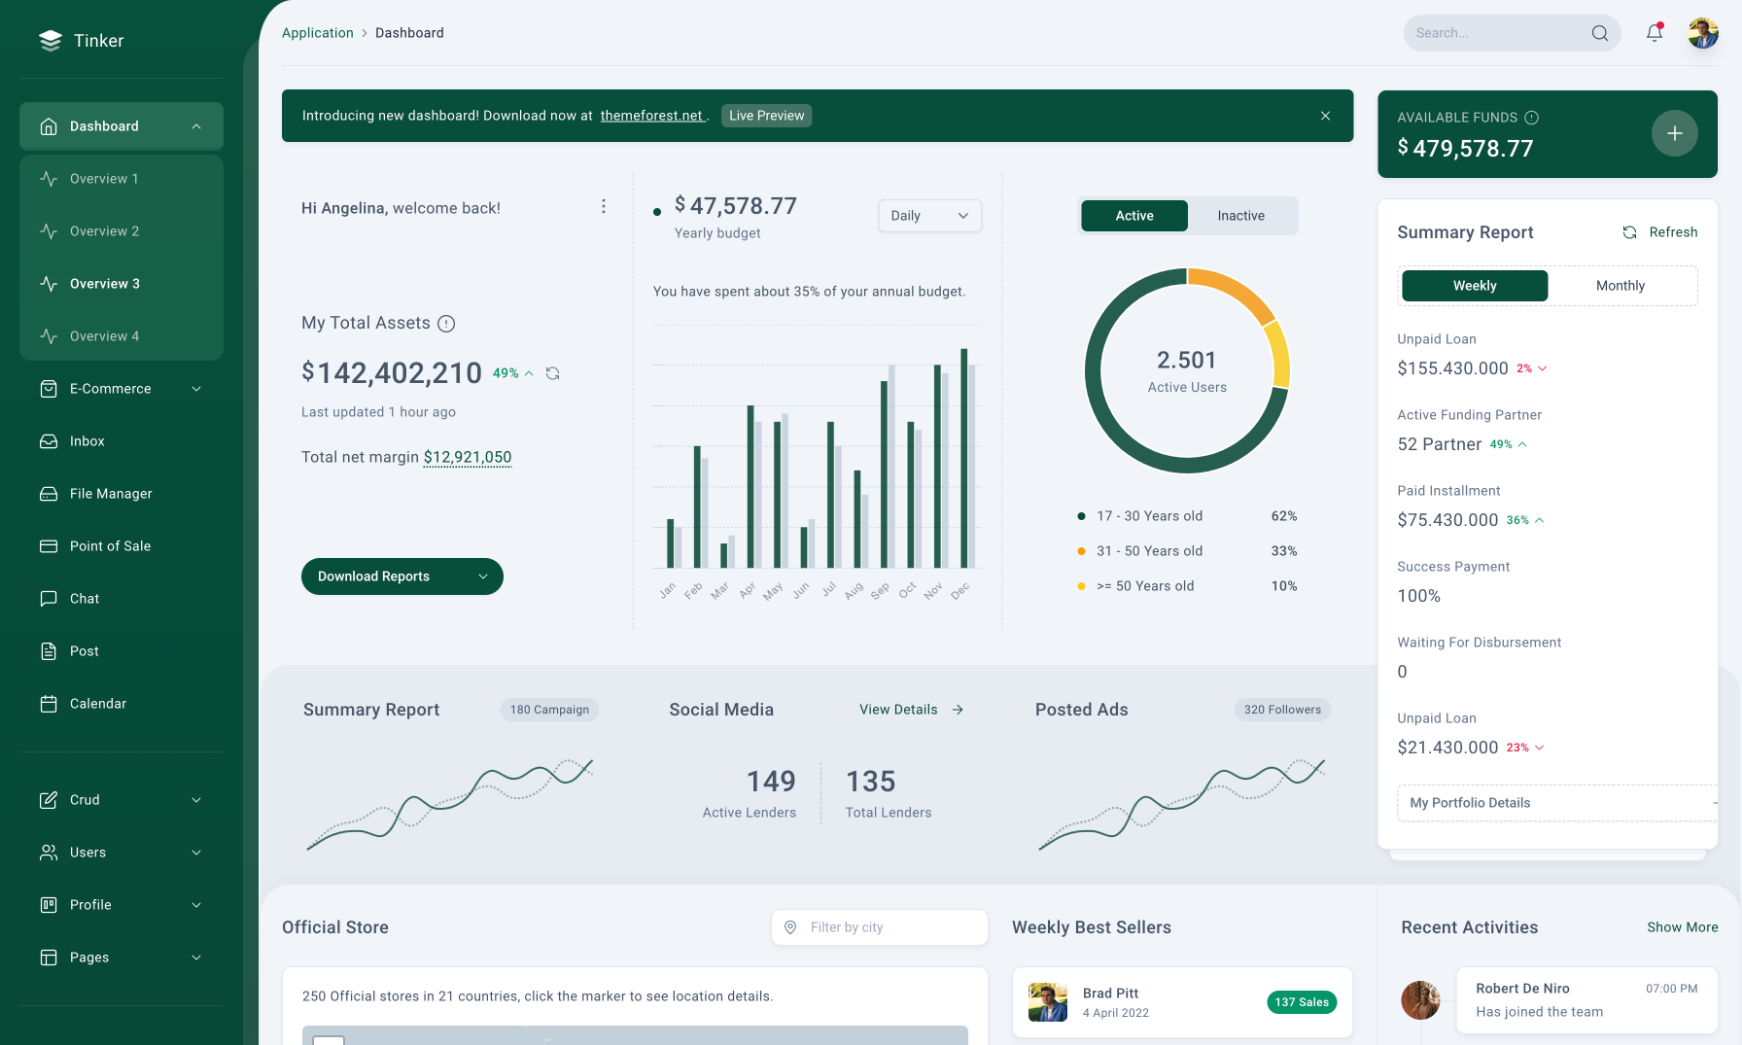 Tinker
Dashboard
Overview 1
Overview 2
Overview 3
Overview 4
E-Commerce
Inbox
File Manager
Point of Sale
Chat
Post
Calendar
Crud
Users
Profile
Pages
Application > Dashboard
Search...
Introducing new dashboard! Download now at themeforest.net . Live Preview
Hi Angelina, welcome back!
My Total Assets
$142,402,210 49%
Last updated 1 hour ago
Total net margin $12,921,050
Download Reports
$ 47,578.77
Yearly budget
Daily
You have spent about 35% of your annual budget.
Jan Feb Mar Apr May Jun Jul Aug Sep Oct Nov Dec
Active Inactive
2.501
Active Users
17 - 30 Years old 62%
31 - 50 Years old 33%
>= 50 Years old 10%
AVAILABLE FUNDS
$ 479,578.77
Summary Report Refresh
Weekly Monthly
Unpaid Loan
$155.430.000 2%
Active Funding Partner
52 Partner 49%
Paid Installment
$75.430.000 36%
Success Payment
100%
Waiting For Disbursement
0
Unpaid Loan
$21.430.000 23%
My Portfolio Details
Summary Report 180 Campaign
Social Media View Details
149
Active Lenders
135
Total Lenders
Posted Ads 320 Followers
Official Store
Filter by city
250 Official stores in 21 countries, click the marker to see location details.
Weekly Best Sellers
Brad Pitt
4 April 2022
137 Sales
Recent Activities Show More
Robert De Niro 07:00 PM
Has joined the team